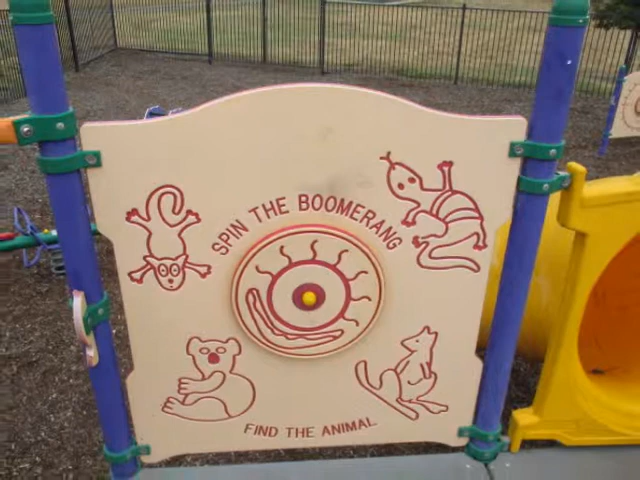 SPIN THE BOOMERANG
FIND THE ANIMAL